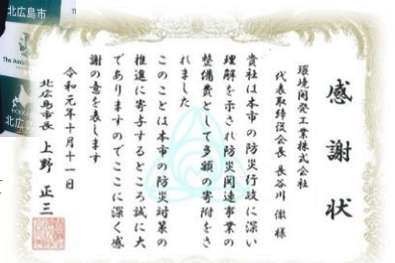 感謝状
環境開発工業株式会社
代表取締役会長 長谷川 徹 様
貴社は本市の防災行政に深い
理解を示され防災関連事業の
整備費として多額の寄附をさ
れました
このことは本市の防災対策の
推進に寄与するところ誠に大
でありますのでここに深く感
謝の意を表します
令和元年十月十一日
北広島市長 上野 正三
北広島市
北広